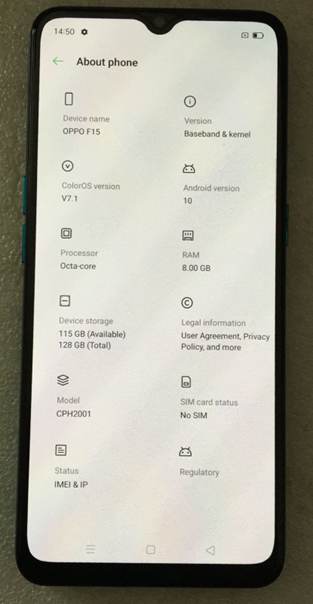 14:50
About phone
Device name
OPPO F15
Version
Baseband & kernel
ColorOS version
V7.1
Android version
10
Processor
Octa-core
RAM
8.00 GB
Device storage
115 GB (Available)
128 GB (Total)
Legal information
User Agreement, Privacy
Policy, and more
Model
CPH2001
SIM card status
No SIM
Status
IMEI & IP
Regulatory